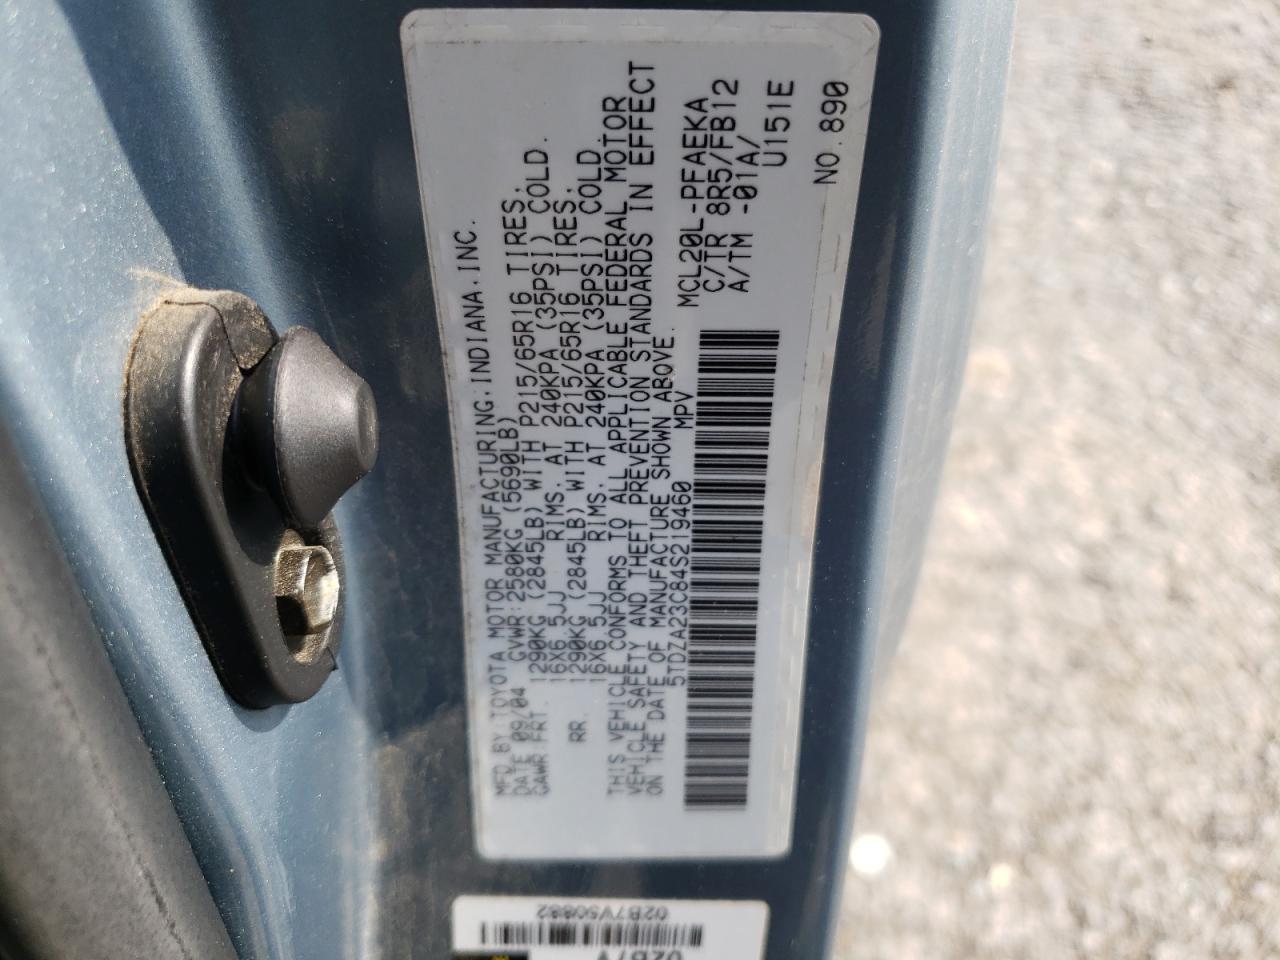 MFD BY:TOYOTA MOTOR MANUFACTURING,INDIANA,INC.
DATE 09/04 GVWR:2580KG (5690LB)
GAWR:FRT. 1290KG (2845LB) WITH P215/65R16 TIRES,
16X6.5JJ RIMS, AT 240KPA (35PSI) COLD.
RR. 1290KG (2845LB) WITH P215/65R16 TIRES,
16X6.5JJ RIMS, AT 240KPA (35PSI) COLD.
THIS VEHICLE CONFORMS TO ALL APPLICABLE FEDERAL MOTOR
VEHICLE SAFETY AND THEFT PREVENTION STANDARDS IN EFFECT
ON THE DATE OF MANUFACTURE SHOWN ABOVE.
5TDZA23C84S219460 MPV
MCL20L-PFAEKA
C/TR 8R5/FB12
A/TM -01A/
U151E
NO.890
02B7V50882
02B7V